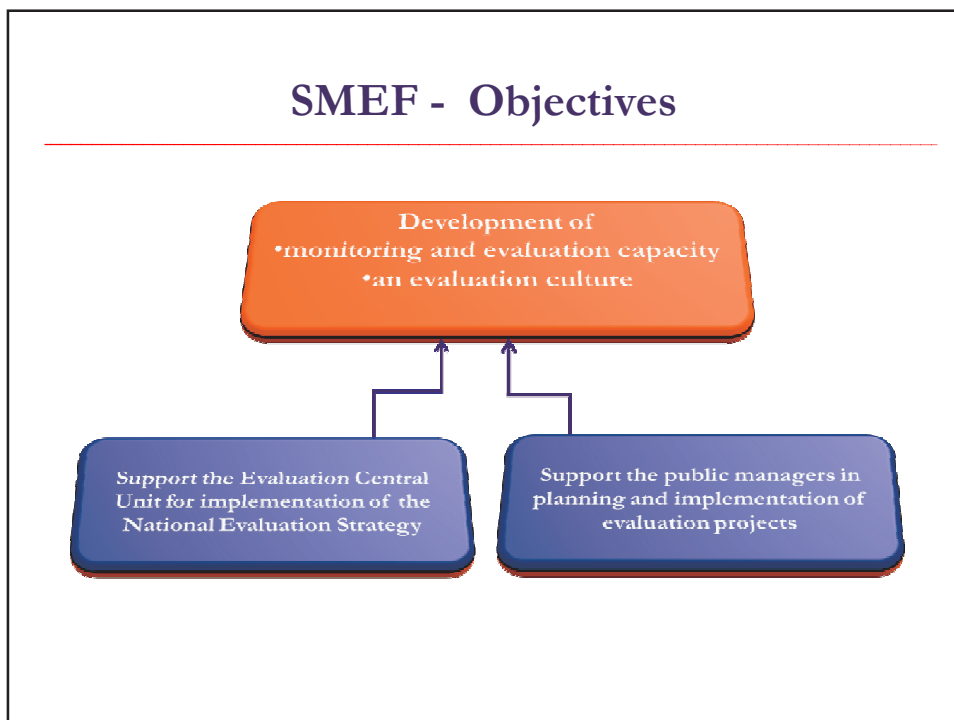 SMEF - Objectives
Development of
•monitoring and evaluation capacity
•an evaluation culture
Support the Evaluation Central
Unit for implementation of the
National Evaluation Strategy
Support the public managers in
planning and implementation of
evaluation projects